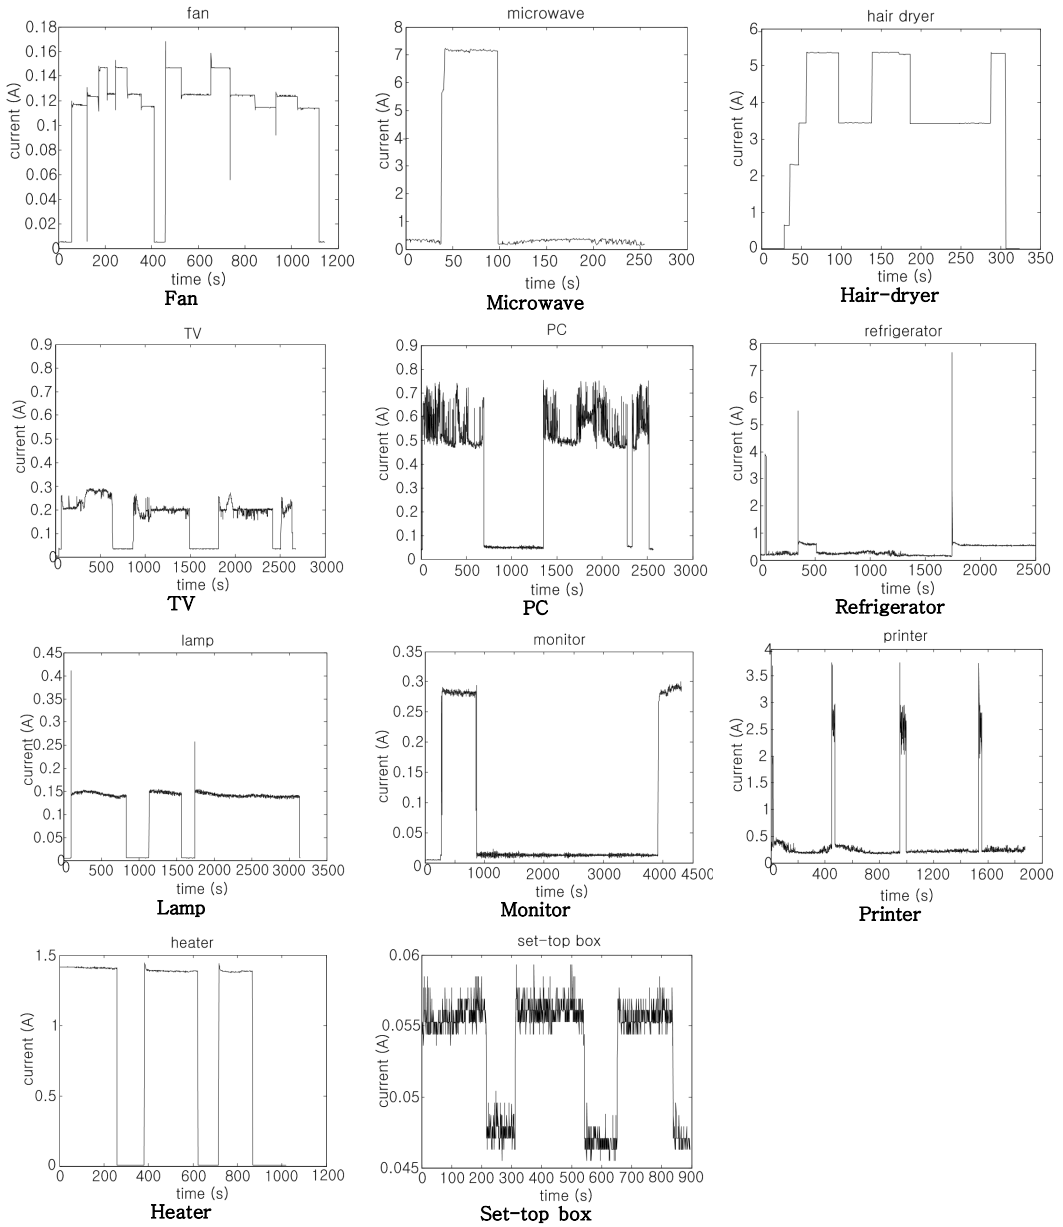 fan
0.18
0.16
0.14
0.12
0.1
0.08
0.06
0.04
0.02
0
current (A)
0 200 400 600 800 1000 1200
time (s)
Fan
microwave
8
7
6
5
4
3
2
1
0
current (A)
0 50 100 150 200 250 300
time (s)
Microwave
hair dryer
6
5
4
3
2
1
0
current (A)
0 50 100 150 200 250 300 350
time (s)
Hair-dryer
TV
0.9
0.8
0.7
0.6
0.5
0.4
0.3
0.2
0.1
0
current (A)
0 500 1000 1500 2000 2500 3000
time (s)
TV
PC
0.9
0.8
0.7
0.6
0.5
0.4
0.3
0.2
0.1
0
current (A)
0 500 1000 1500 2000 2500 3000
time (s)
PC
refrigerator
8
7
6
5
4
3
2
1
0
current (A)
0 500 1000 1500 2000 2500
time (s)
Refrigerator
lamp
0.45
0.4
0.35
0.3
0.25
0.2
0.15
0.1
0.05
0
current (A)
0 500 1000 1500 2000 2500 3000 3500
time (s)
Lamp
monitor
0.35
0.3
0.25
0.3
0.15
0.1
0.05
0
current (A)
0 1000 2000 3000 4000 4500
time (s)
Monitor
printer
4
3.5
3
2.5
2
1.5
1
0.5
0
current (A)
0 400 800 1200 1600 2000
time (s)
Printer
heater
1.5
1
0.5
0
current (A)
0 200 400 600 800 1000 1200
time (s)
Heater
set-top box
0.06
0.055
0.05
0.045
current (A)
0 100 200 300 400 500 600 700 800 900
time (s)
Set-top box